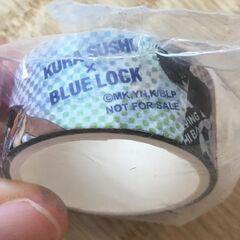 KURA SUSHI
×
BLUE LOCK
©MK,YN,K/BLP
NOT FOR SALE